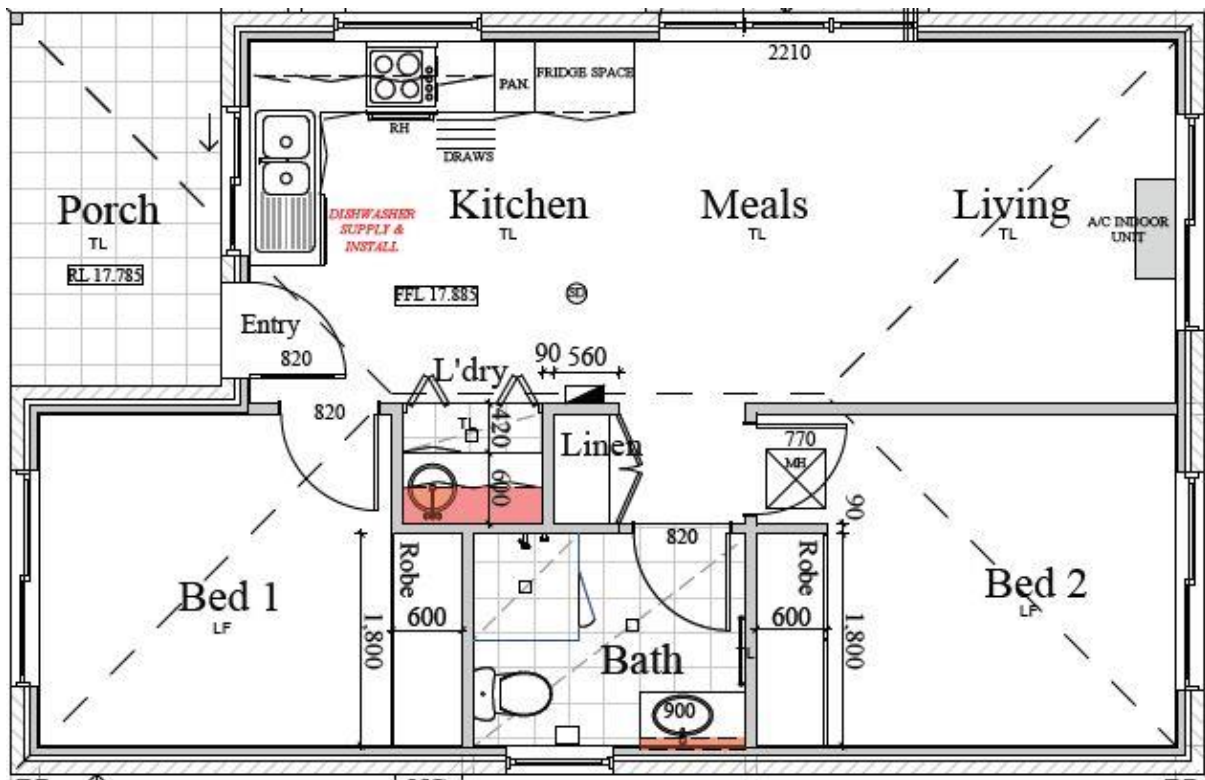 2210
PAN.
FRIDGE SPACE
RH
DRAWS
Porch
TL
RL 17.785
DISHWASHER
SUPPLY &
INSTALL
Kitchen
TL
Meals
TL
Living
TL
A/C INDOOR
UNIT
FFL 17.885
SD
Entry
820
L'dry
90
560
820
TL
420
600
Linen
770
MH
90
Bed 1
LF
Robe
600
1,800
820
Bath
TL
900
Robe
600
1,800
Bed 2
LF